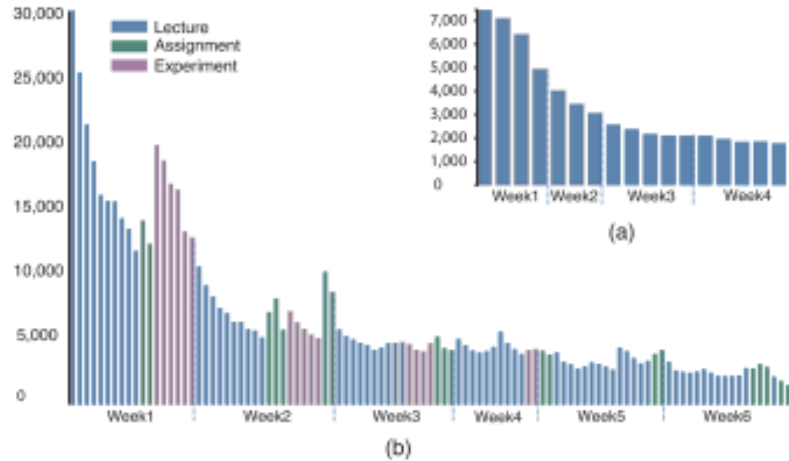 30,000
25,000
20,000
15,000
10,000
5,000
0
Lecture
Assignment
Experiment
Week1
Week2
Week3
Week4
Week5
Week6
(b)
7,000
6,000
5,000
4,000
3,000
2,000
1,000
0
Week1
Week2
Week3
Week4
(a)